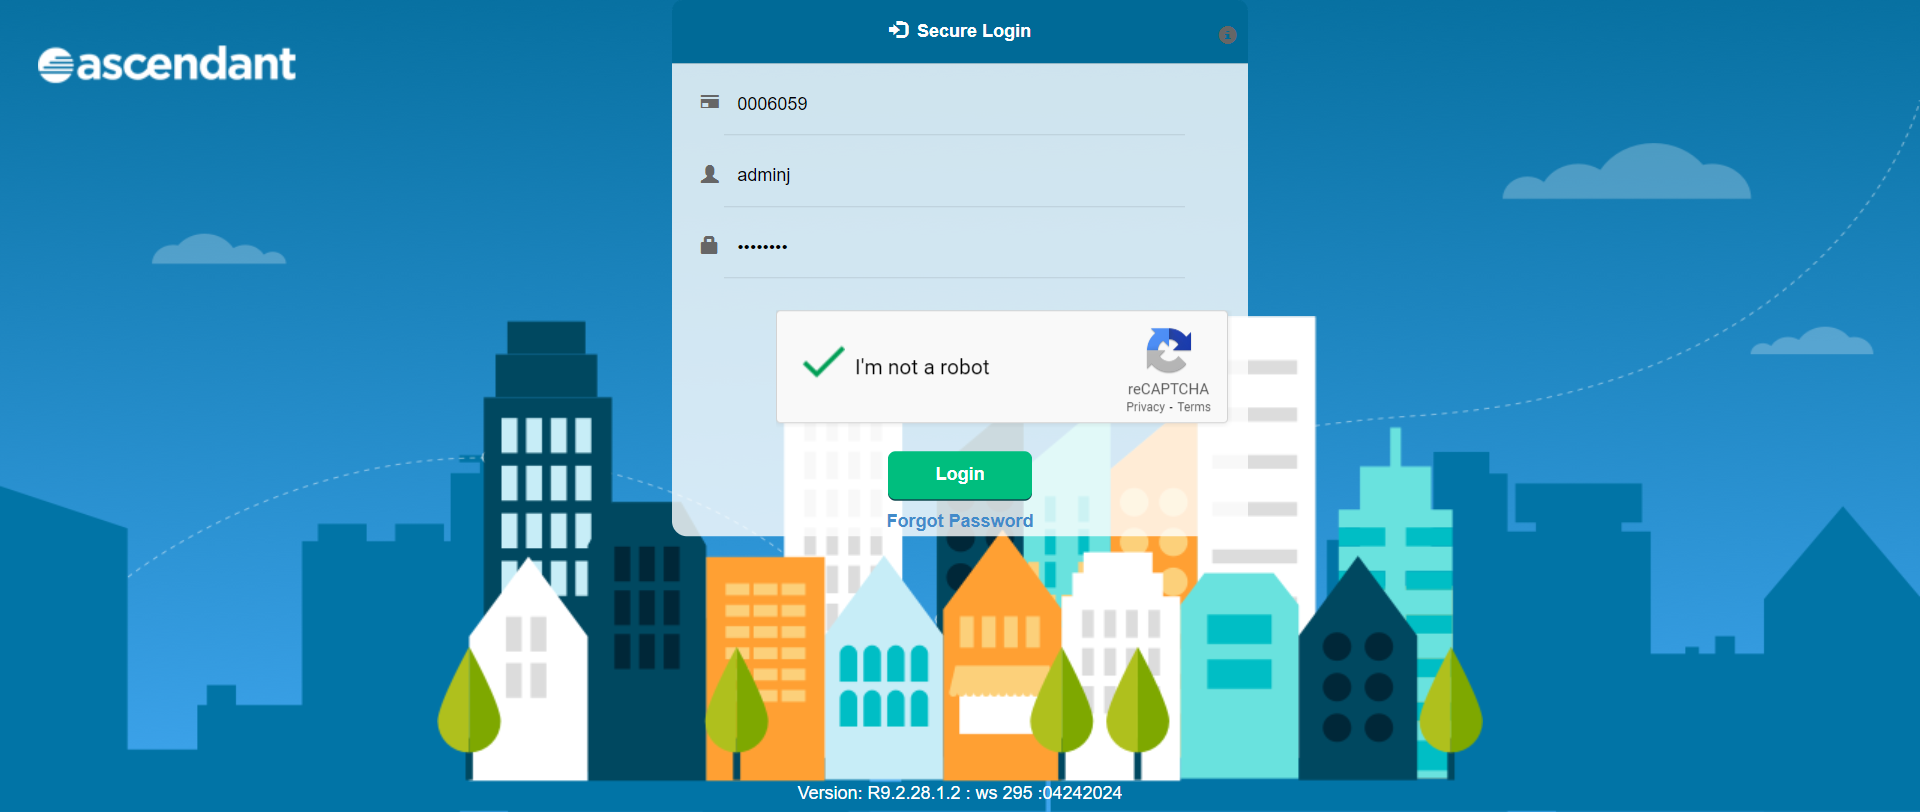 ascendant
Secure Login
0006059
adminj
••••••••
I'm not a robot
reCAPTCHA
Privacy - Terms
Login
Forgot Password
Version: R9.2.28.1.2 : ws 295 :04242024